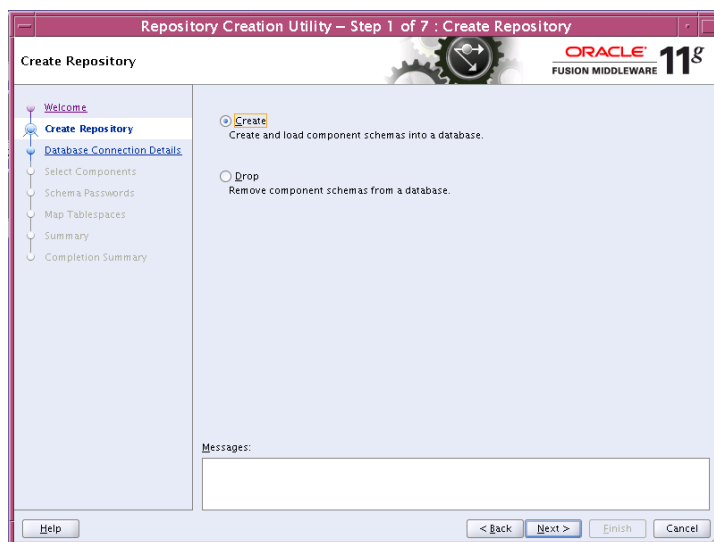 Repository Creation Utility – Step 1 of 7 : Create Repository
Create Repository
ORACLE
FUSION MIDDLEWARE 11g
Welcome
Create Repository
Database Connection Details
Select Components
Schema Passwords
Map Tablespaces
Summary
Completion Summary
Create
Create and load component schemas into a database.
Drop
Remove component schemas from a database.
Messages:
Help
< Back
Next >
Finish
Cancel